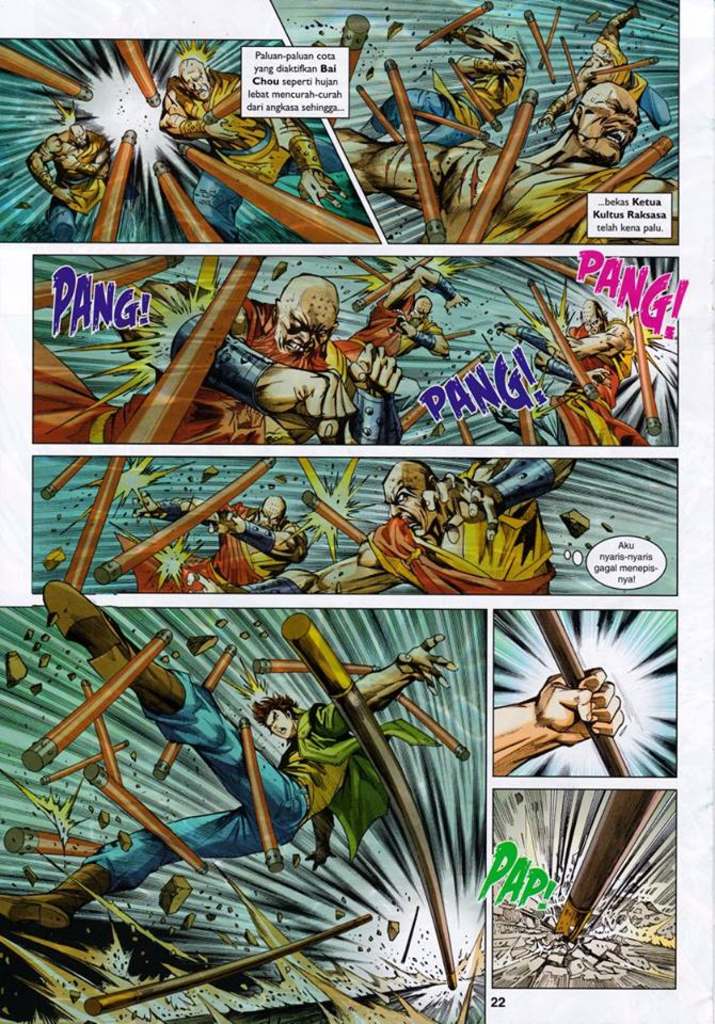 Paluan-paluan cota
yang diaktifkan Bai
Chou seperti hujan
lebat mencurah-curah
dari angkasa sehingga...
...bekas Ketua
Kultus Raksasa
telah kena palu.
PANG!
PANG!
PANG!
Aku
nyaris-nyaris
gagal menepis-
nya!
PAP!
22